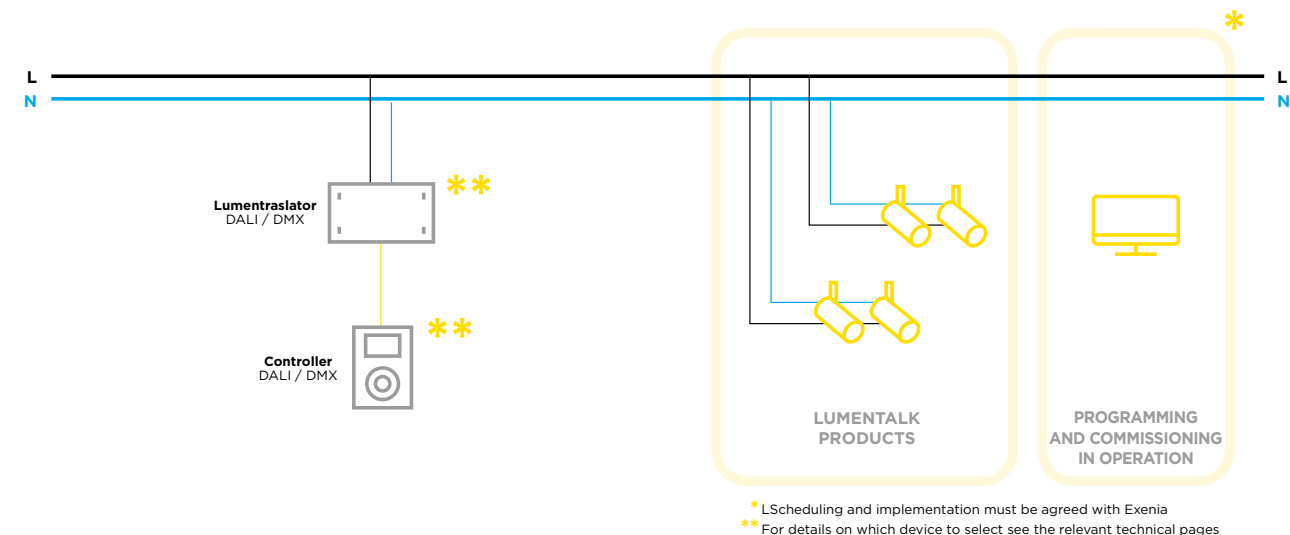 *
L
L
N
N
**
Lumentraslator
DALI / DMX
**
Controller
DALI / DMX
LUMENTALK
PRODUCTS
PROGRAMMING
AND COMMISSIONING
IN OPERATION
* LScheduling and implementation must be agreed with Exenia
** For details on which device to select see the relevant technical pages